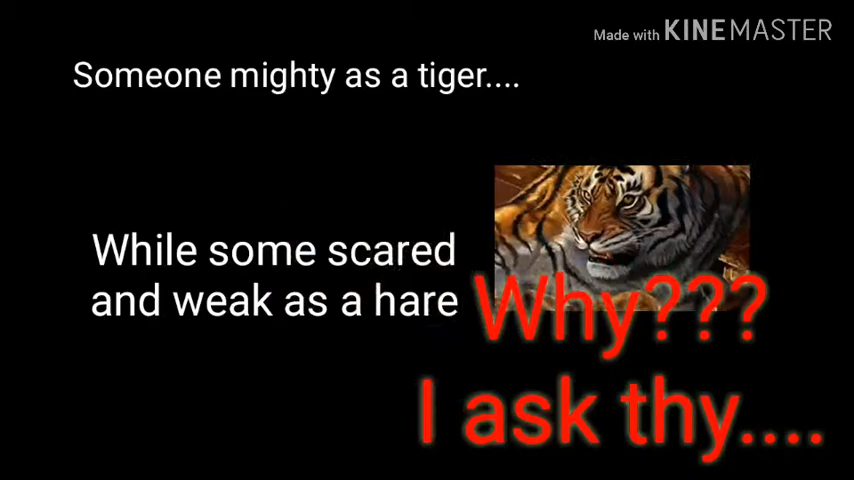 Made with KINEMASTER
Someone mighty as a tiger....
While some scared
and weak as a hare
Why???
I ask thy....